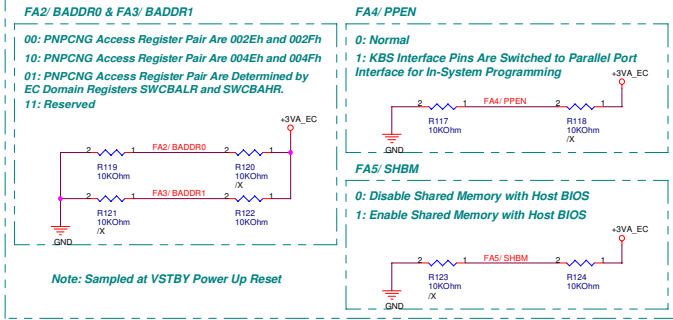 FA2/ BADDR0 & FA3/ BADDR1
00: PNPCNG Access Register Pair Are 002Eh and 002Fh
10: PNPCNG Access Register Pair Are 004Eh and 004Fh
01: PNPCNG Access Register Pair Are Determined by
EC Domain Registers SWCBALR and SWCBAHR.
11: Reserved
+3VA_EC
2 1 FA2/ BADDR0 2 1
R119
10KOhm
R120
10KOhm
/X
2 1 FA3/ BADDR1 2 1
R121
10KOhm
/X
R122
10KOhm
GND
Note: Sampled at VSTBY Power Up Reset
FA4/ PPEN
0: Normal
1: KBS Interface Pins Are Switched to Parallel Port
Interface for In-System Programming
+3VA_EC
2 1 FA4/ PPEN 2 1
R117
10KOhm
R118
10KOhm
/X
GND
FA5/ SHBM
0: Disable Shared Memory with Host BIOS
1: Enable Shared Memory with Host BIOS
+3VA_EC
2 1 FA5/ SHBM 2 1
R123
10KOhm
/X
R124
10KOhm
GND